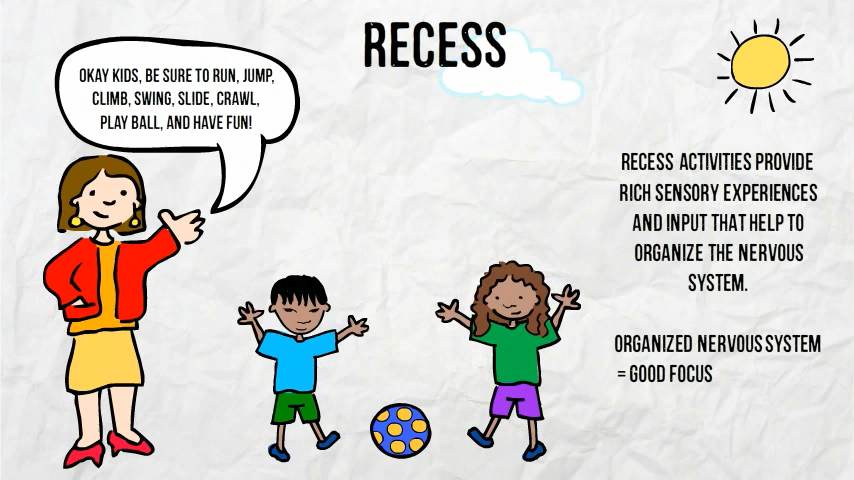 RECESS
OKAY KIDS, BE SURE TO RUN, JUMP,
CLIMB, SWING, SLIDE, CRAWL,
PLAY BALL, AND HAVE FUN!
RECESS ACTIVITIES PROVIDE
RICH SENSORY EXPERIENCES
AND INPUT THAT HELP TO
ORGANIZE THE NERVOUS
SYSTEM.
ORGANIZED NERVOUS SYSTEM
= GOOD FOCUS